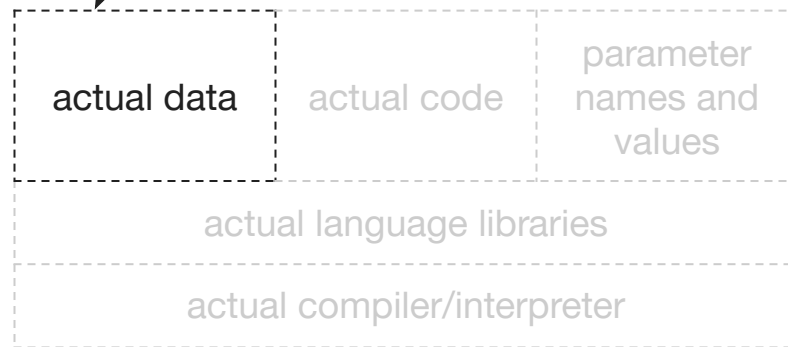 actual data
actual code
parameter
names and
values
actual language libraries
actual compiler/interpreter